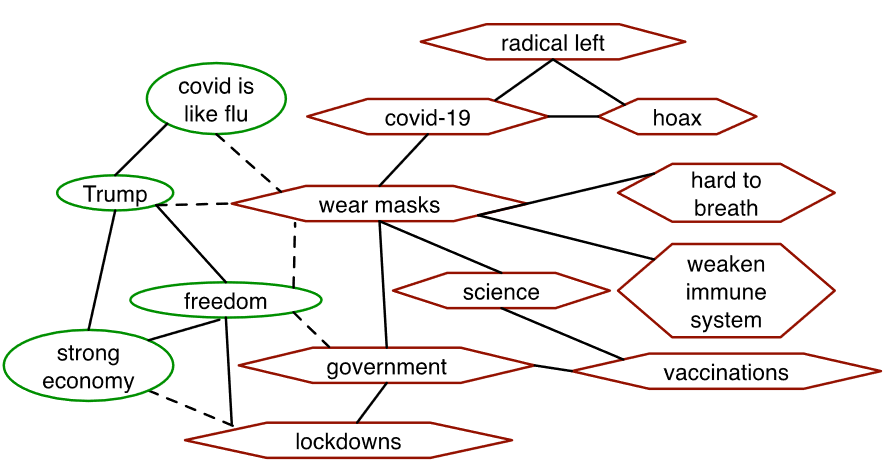 radical left
covid is
like flu
covid-19
hoax
Trump
wear masks
hard to
breath
freedom
science
weaken
immune
system
strong
economy
government
vaccinations
lockdowns